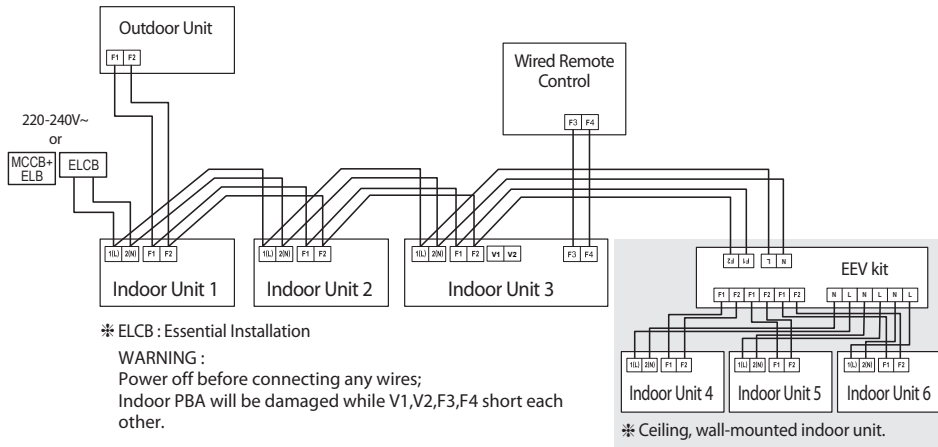 Outdoor Unit
F1 F2
Wired Remote
Control
F3 F4
220-240V~
or
MCCB+
ELB
ELCB
1(L) 2(N) F1 F2
Indoor Unit 1
1(L) 2(N) F1 F2
Indoor Unit 2
1(L) 2(N) F1 F2 V1 V2 F3 F4
Indoor Unit 3
F2 F1 L N
EEV kit
F1 F2 F1 F2 F1 F2 N L N L N L
1(L) 2(N) F1 F2
Indoor Unit 4
1(L) 2(N) F1 F2
Indoor Unit 5
1(L) 2(N) F1 F2
Indoor Unit 6
❈ Ceiling, wall-mounted indoor unit.
❈ ELCB : Essential Installation
WARNING :
Power off before connecting any wires;
Indoor PBA will be damaged while V1,V2,F3,F4 short each
other.